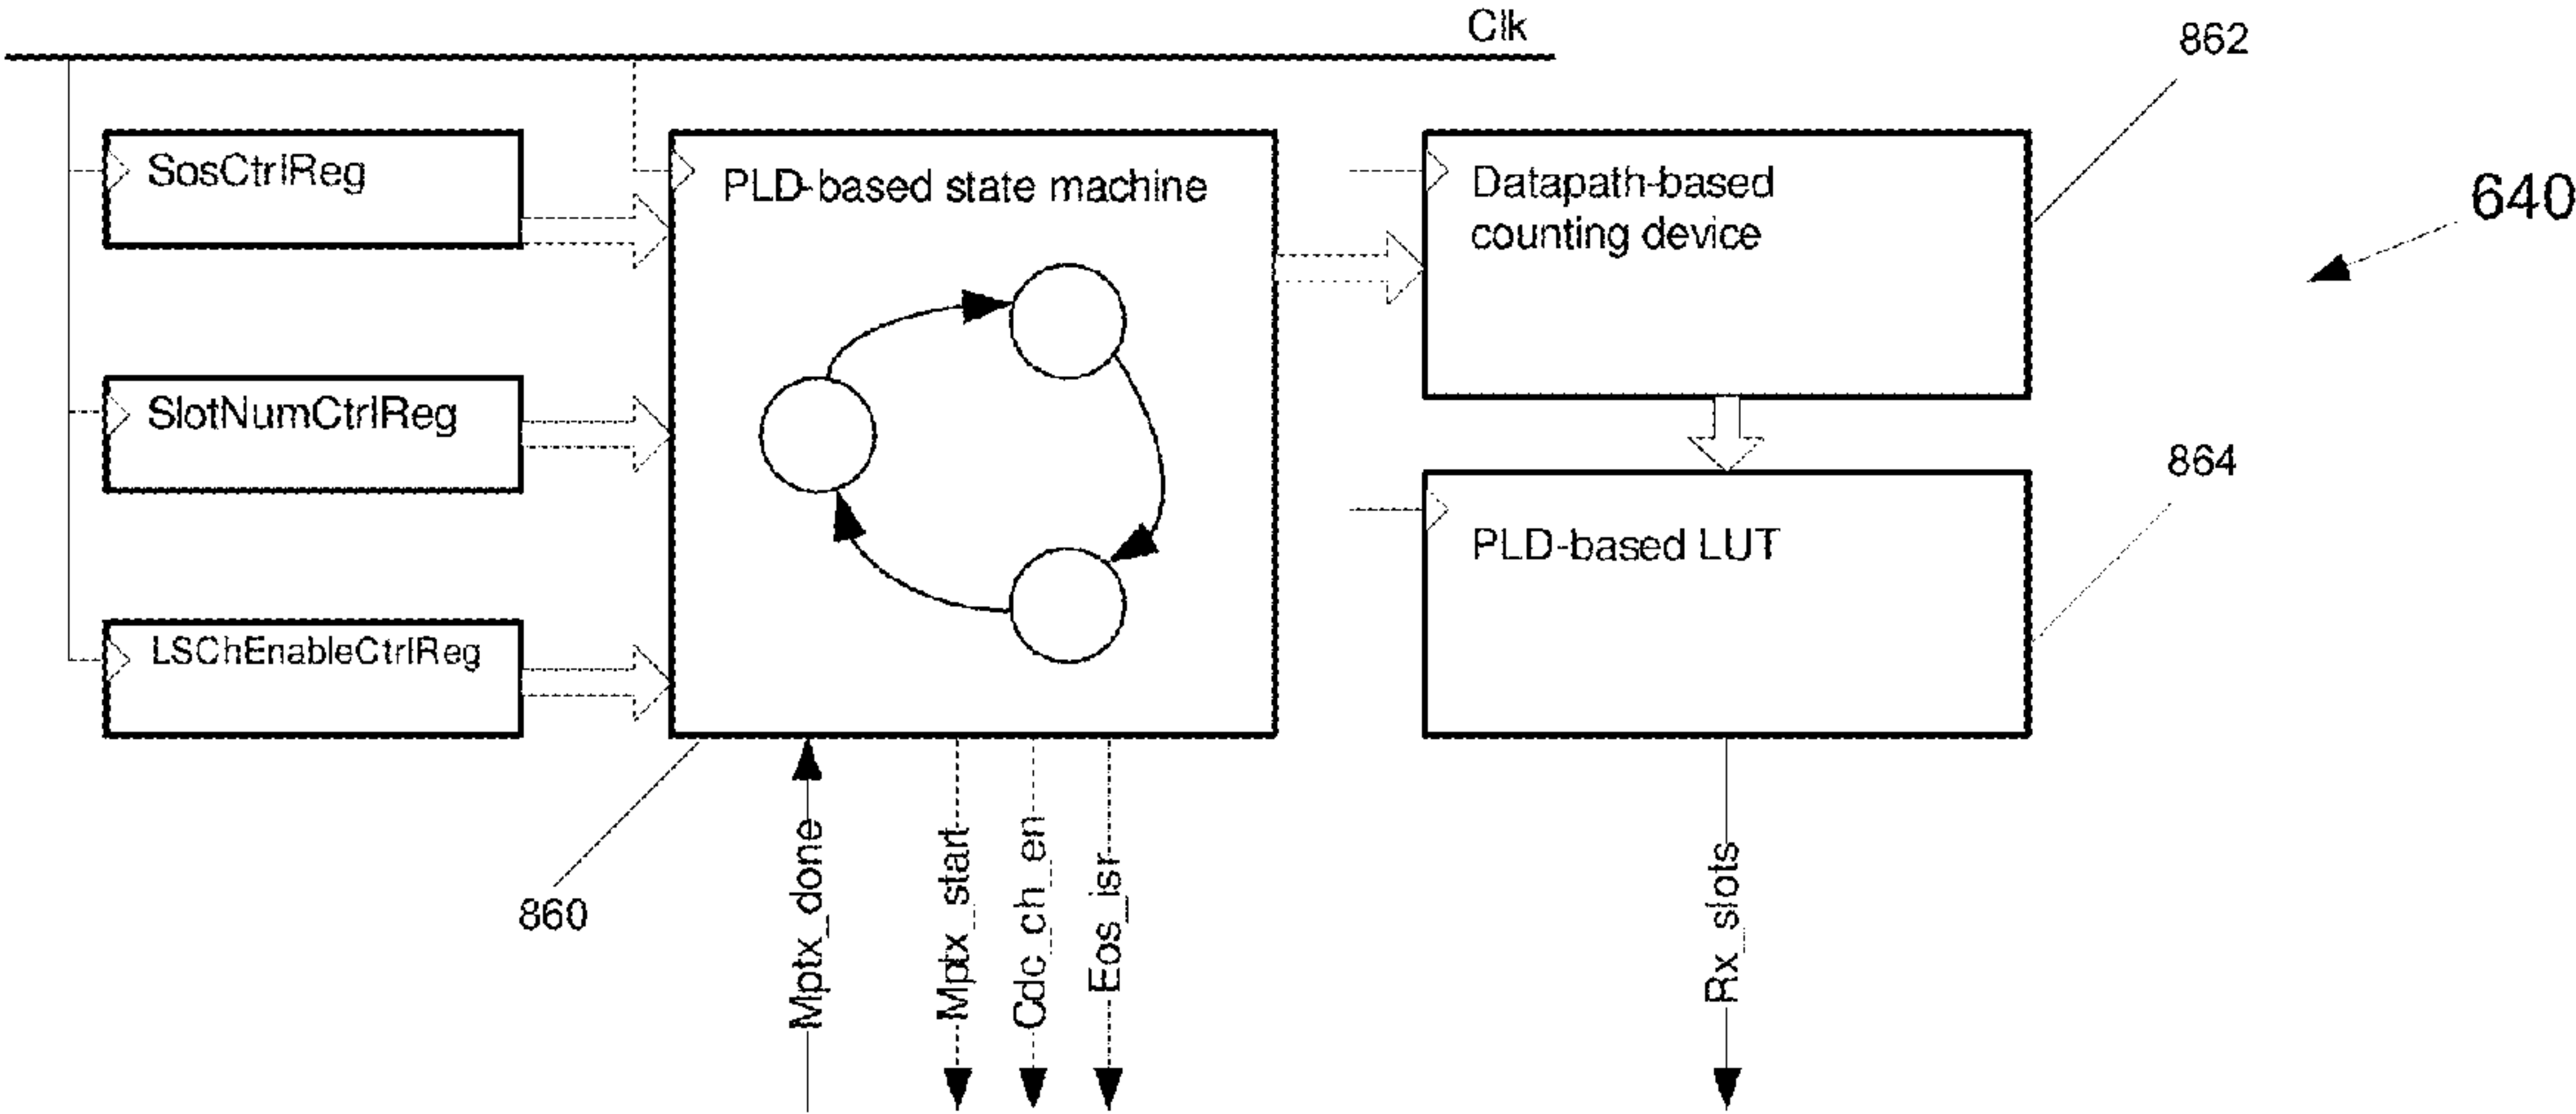 Clk
862
SosCtrlReg
PLD-based state machine
Datapath-based
counting device
640
SlotNumCtrlReg
864
PLD-based LUT
LSChEnableCtrlReg
860
Mptx_done
Mptx_start
Cdc_ch_en
Eos_isr
Rx_slots